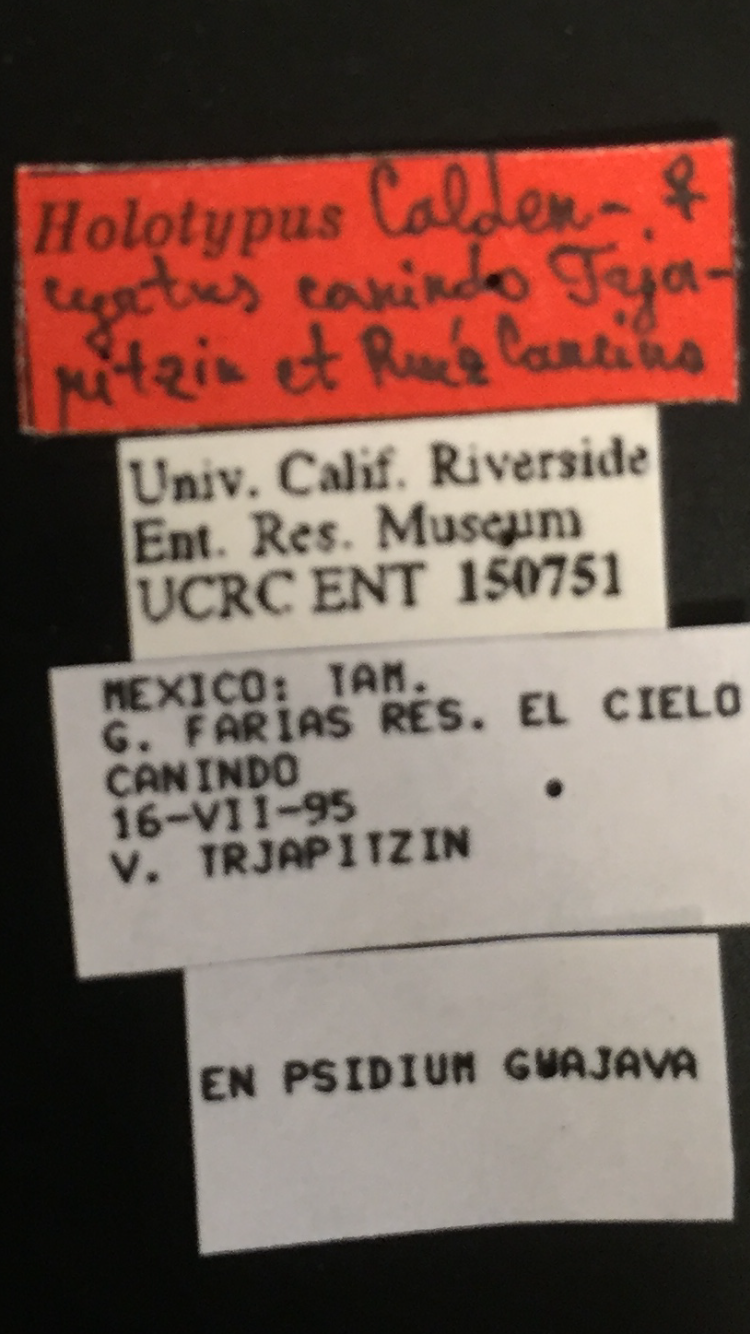 Holotypus Calden- ♀
cyrtus canindo Trja-
pitzin et Ruíz Cancino
Univ. Calif. Riverside
Ent. Res. Museum
UCRC ENT 150751
MEXICO: TAM.
G. FARIAS RES. EL CIELO
CANINDO
16-VII-95
V. TRJAPITZIN
EN PSIDIUM GUAJAVA